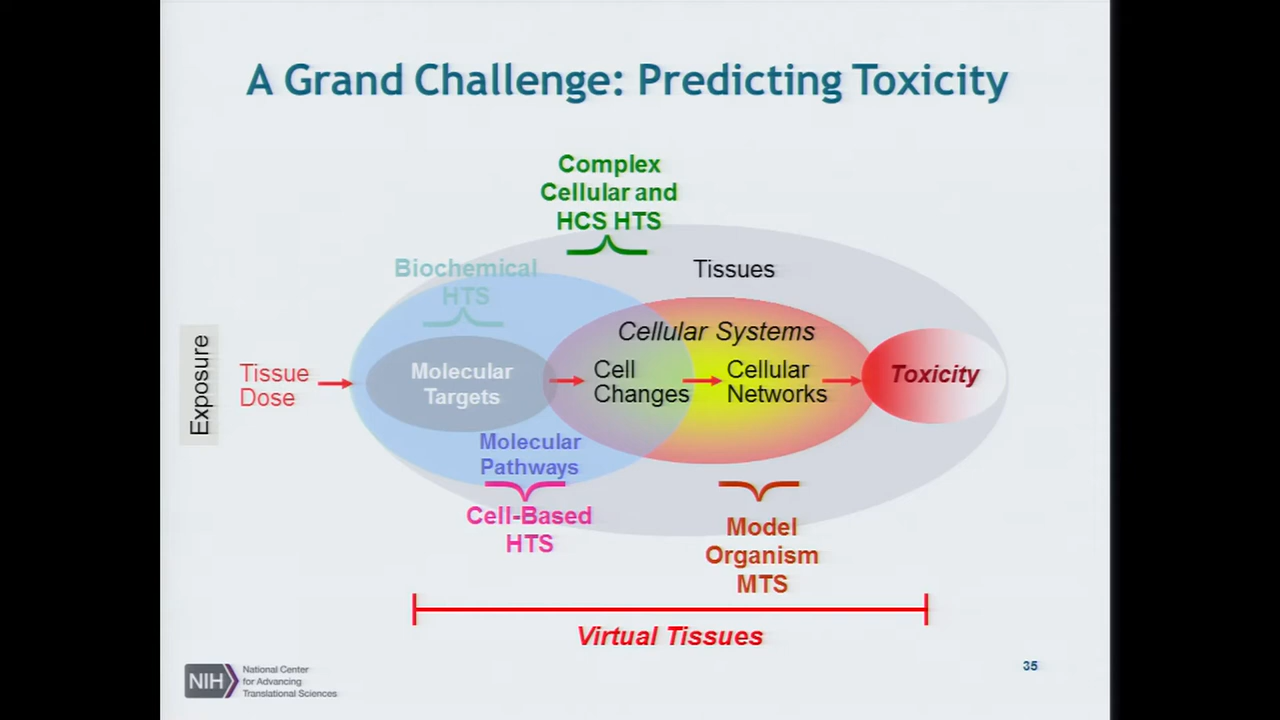 A Grand Challenge: Predicting Toxicity
Complex
Cellular and
HCS HTS
Biochemical
HTS
Tissues
Cellular Systems
Exposure
Tissue
Dose
Molecular
Targets
Cell
Changes
Cellular
Networks
Toxicity
Molecular
Pathways
Cell-Based
HTS
Model
Organism
MTS
Virtual Tissues
NIH
National Center
for Advancing
Translational Sciences
35